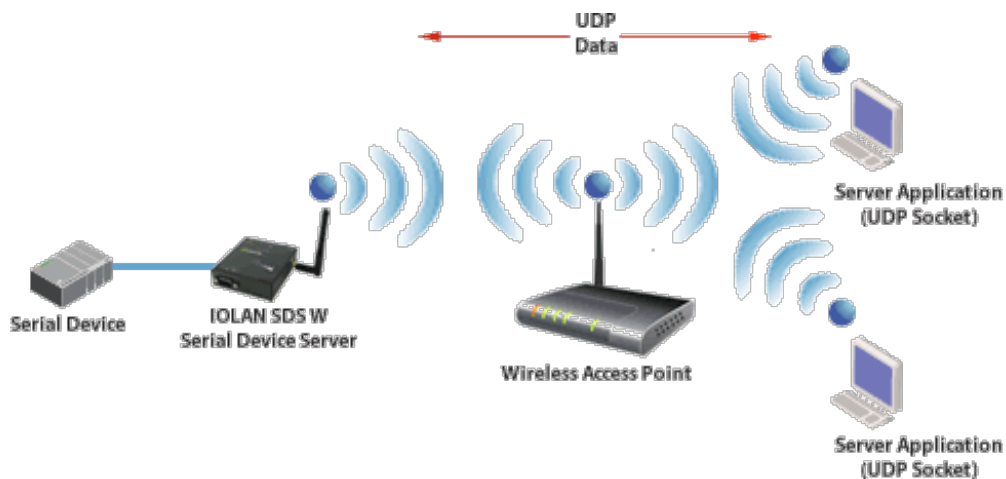 UDP
Data
Server Application
(UDP Socket)
Serial Device
IOLAN SDS W
Serial Device Server
Wireless Access Point
Server Application
(UDP Socket)